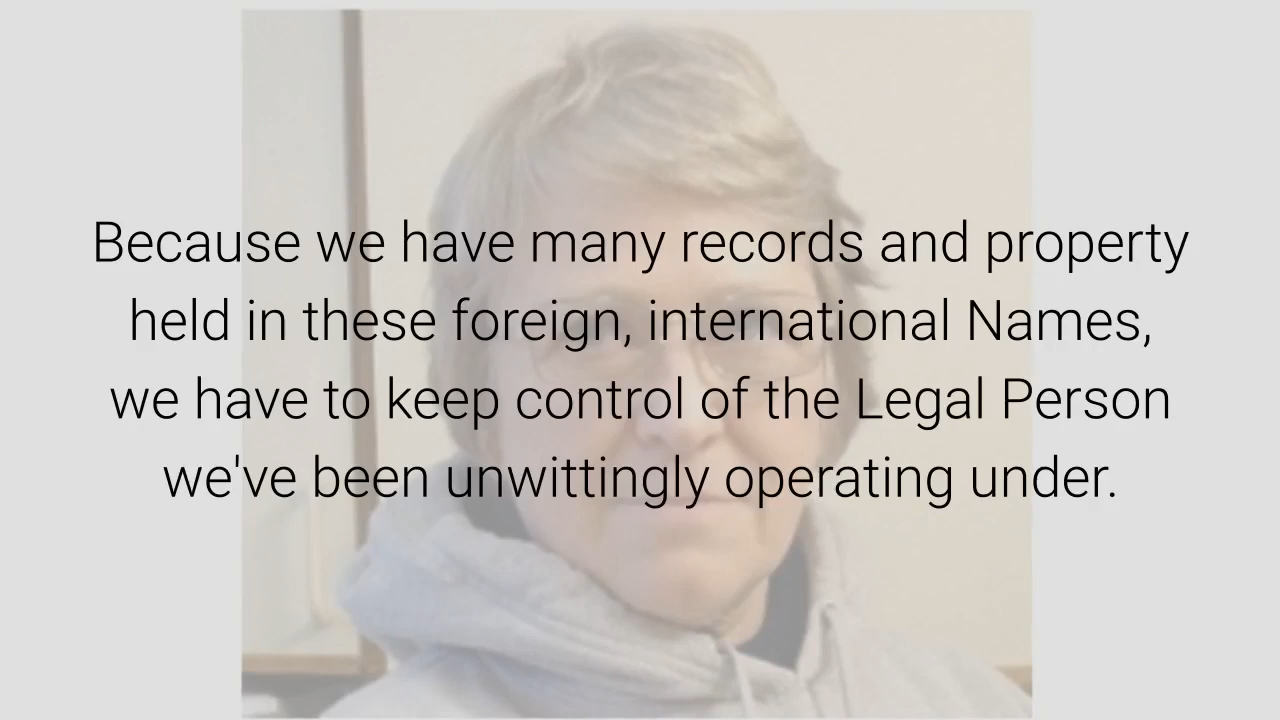 Because we have many records and property
held in these foreign, international Names,
we have to keep control of the Legal Person
we've been unwittingly operating under.